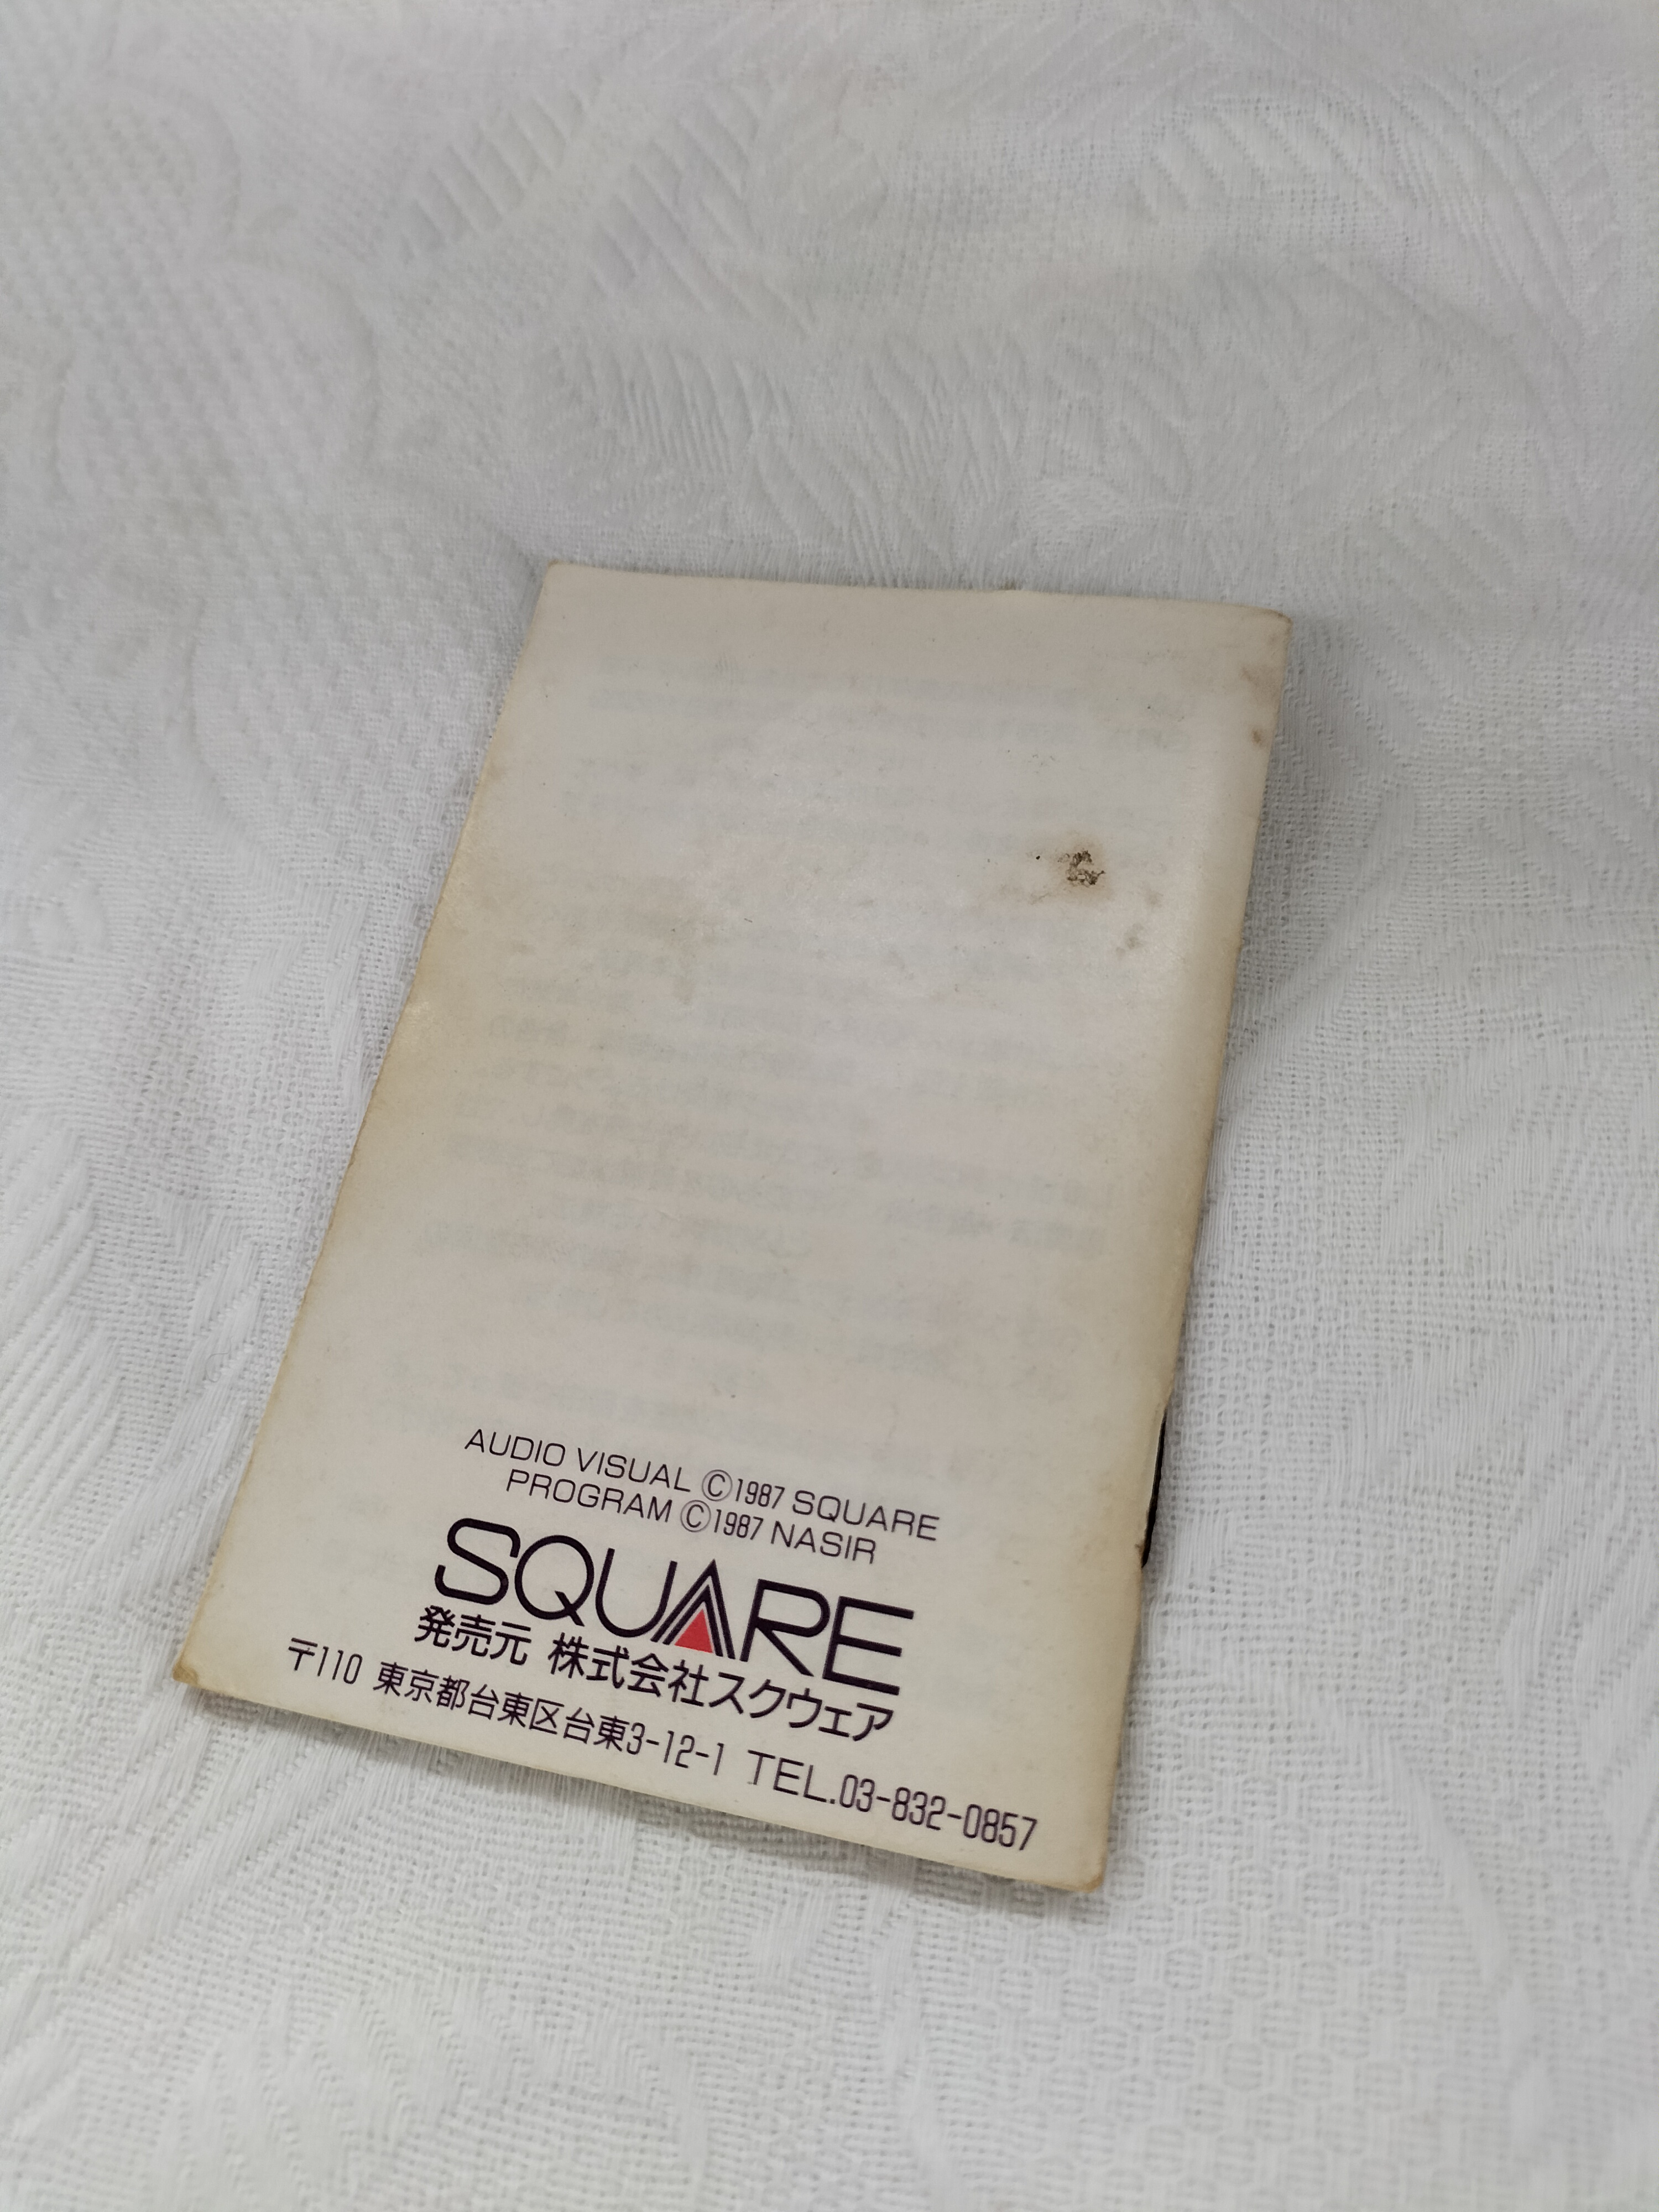 AUDIO VISUAL ©1987 SQUARE
PROGRAM ©1987 NASIR
SQUARE
発売元 株式会社スクウェア
〒110 東京都台東区台東3-12-1 TEL.03-832-0857